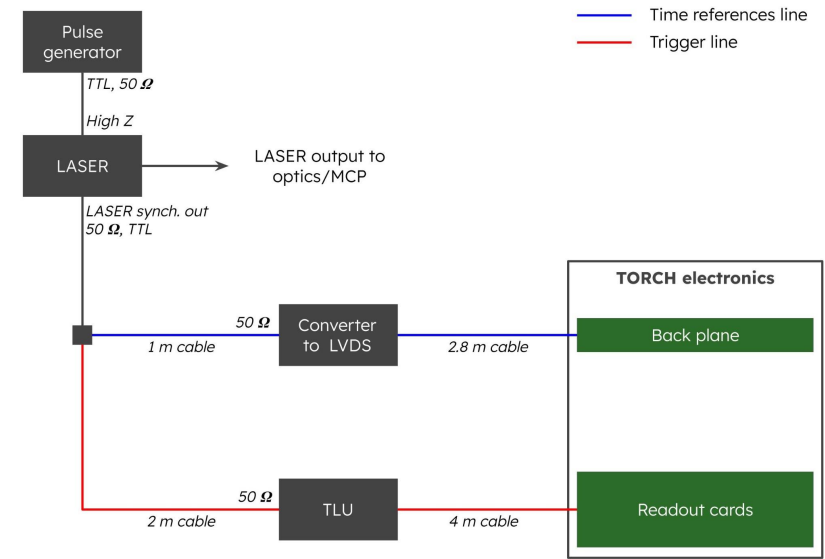 Pulse
generator
Time references line
Trigger line
TTL, 50 Ω
High Z
LASER
LASER output to
optics/MCP
LASER synch. out
50 Ω, TTL
TORCH electronics
50 Ω
Converter
to LVDS
Back plane
1 m cable
2.8 m cable
50 Ω
TLU
Readout cards
2 m cable
4 m cable